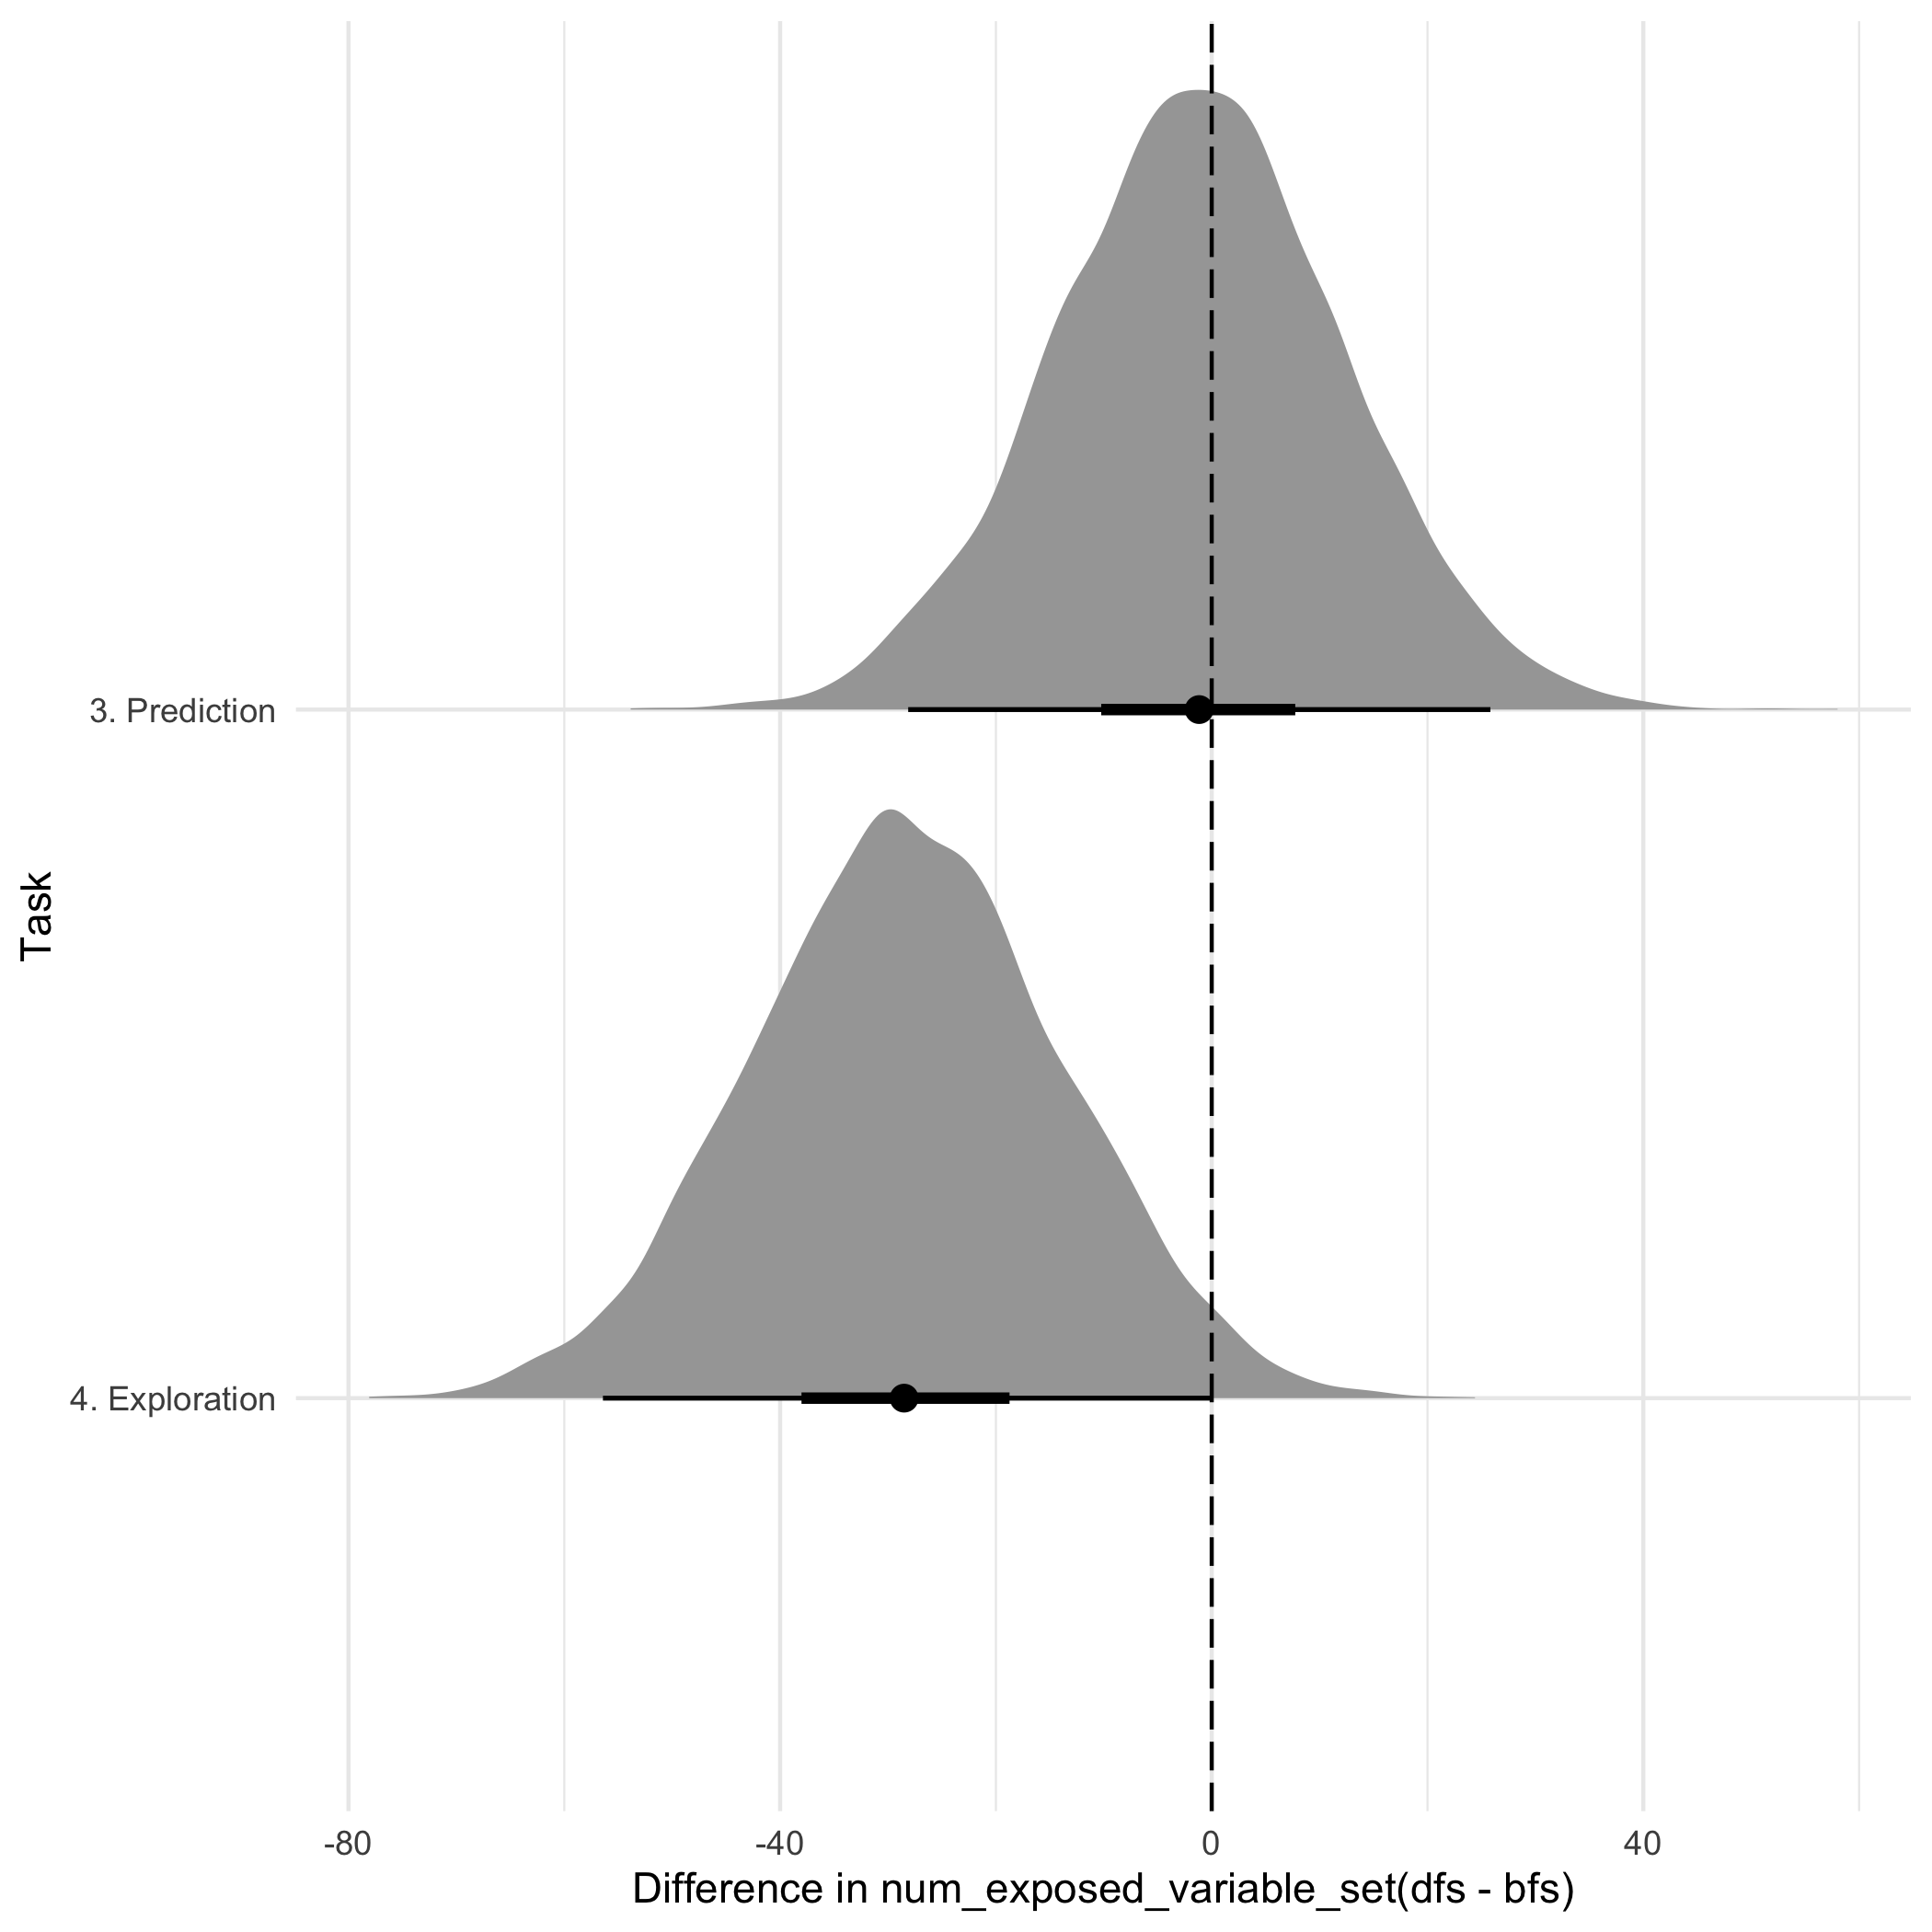 Task
3. Prediction
4. Exploration
-80 -40 0 40
Difference in num_exposed_variable_set(dfs - bfs)